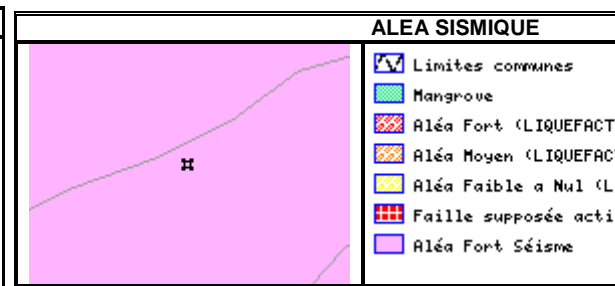 ALEA SISMIQUE
Limites communes
Mangrove
Aléa Fort (LIQUEFACT
Aléa Moyen (LIQUEFAC
Aléa Faible a Nul (L
Faille supposée acti
Aléa Fort Séisme